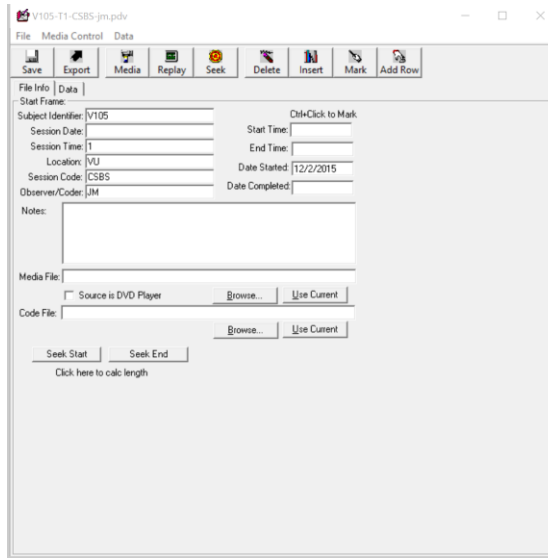 V105-T1-CSBS-jm.pdv
File Media Control Data
Save Export Media Replay Seek Delete Insert Mark Add Row
File Info Data
Start Frame:
Subject Identifier: V105 Ctrl+Click to Mark
Session Date: Start Time:
Session Time: 1 End Time:
Location: VU Date Started: 12/2/2015
Session Code: CSBS Date Completed:
Observer/Coder: JM
Notes:
Media File:
Source is DVD Player Browse... Use Current
Code File:
Browse... Use Current
Seek Start Seek End
Click here to calc length